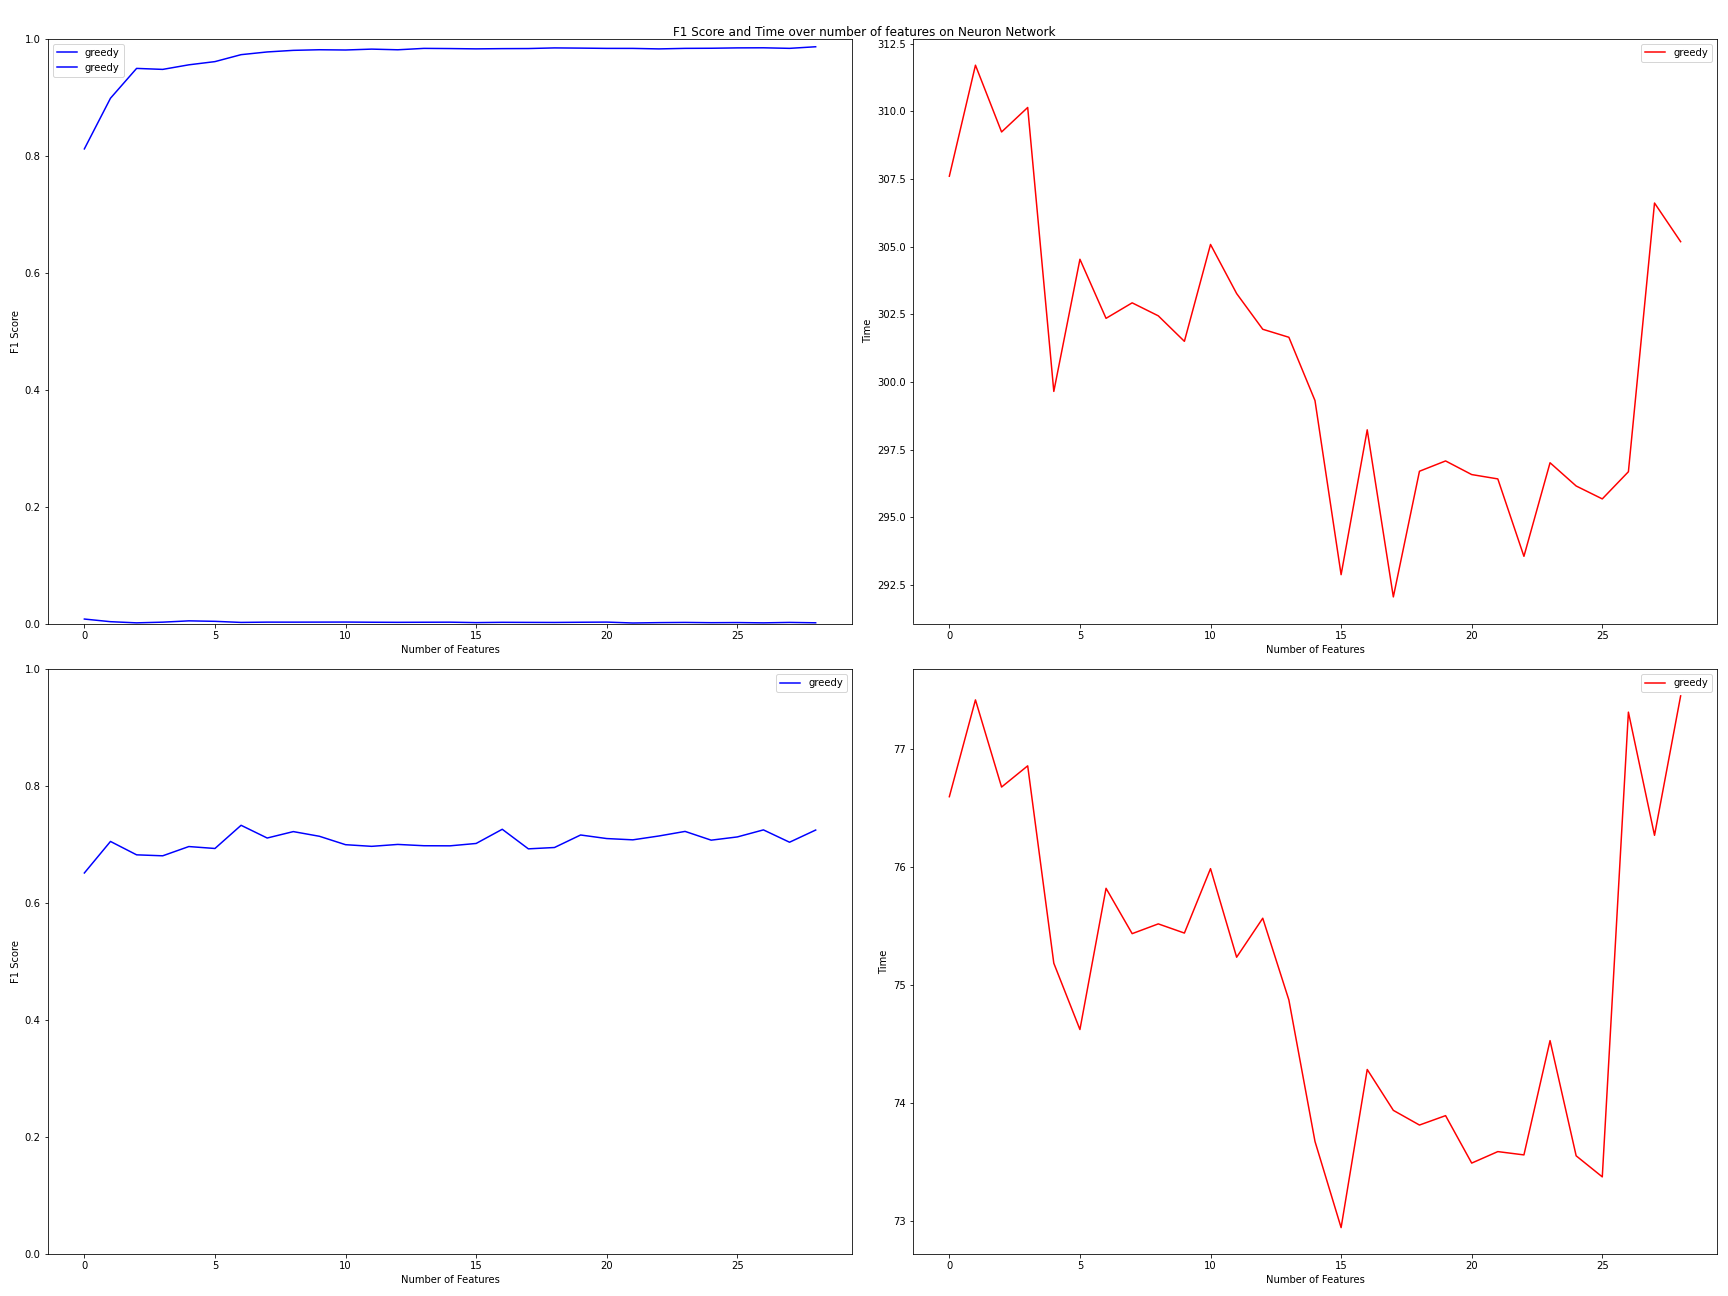 F1 Score and Time over number of features on Neuron Network
greedy
greedy
1.0
0.8
0.6
0.4
0.2
0.0
F1 Score
0 5 10 15 20 25
Number of Features
greedy
312.5
310.0
307.5
305.0
302.5
300.0
297.5
295.0
292.5
Time
0 5 10 15 20 25
Number of Features
greedy
1.0
0.8
0.6
0.4
0.2
0.0
F1 Score
0 5 10 15 20 25
Number of Features
greedy
77
76
75
74
73
Time
0 5 10 15 20 25
Number of Features